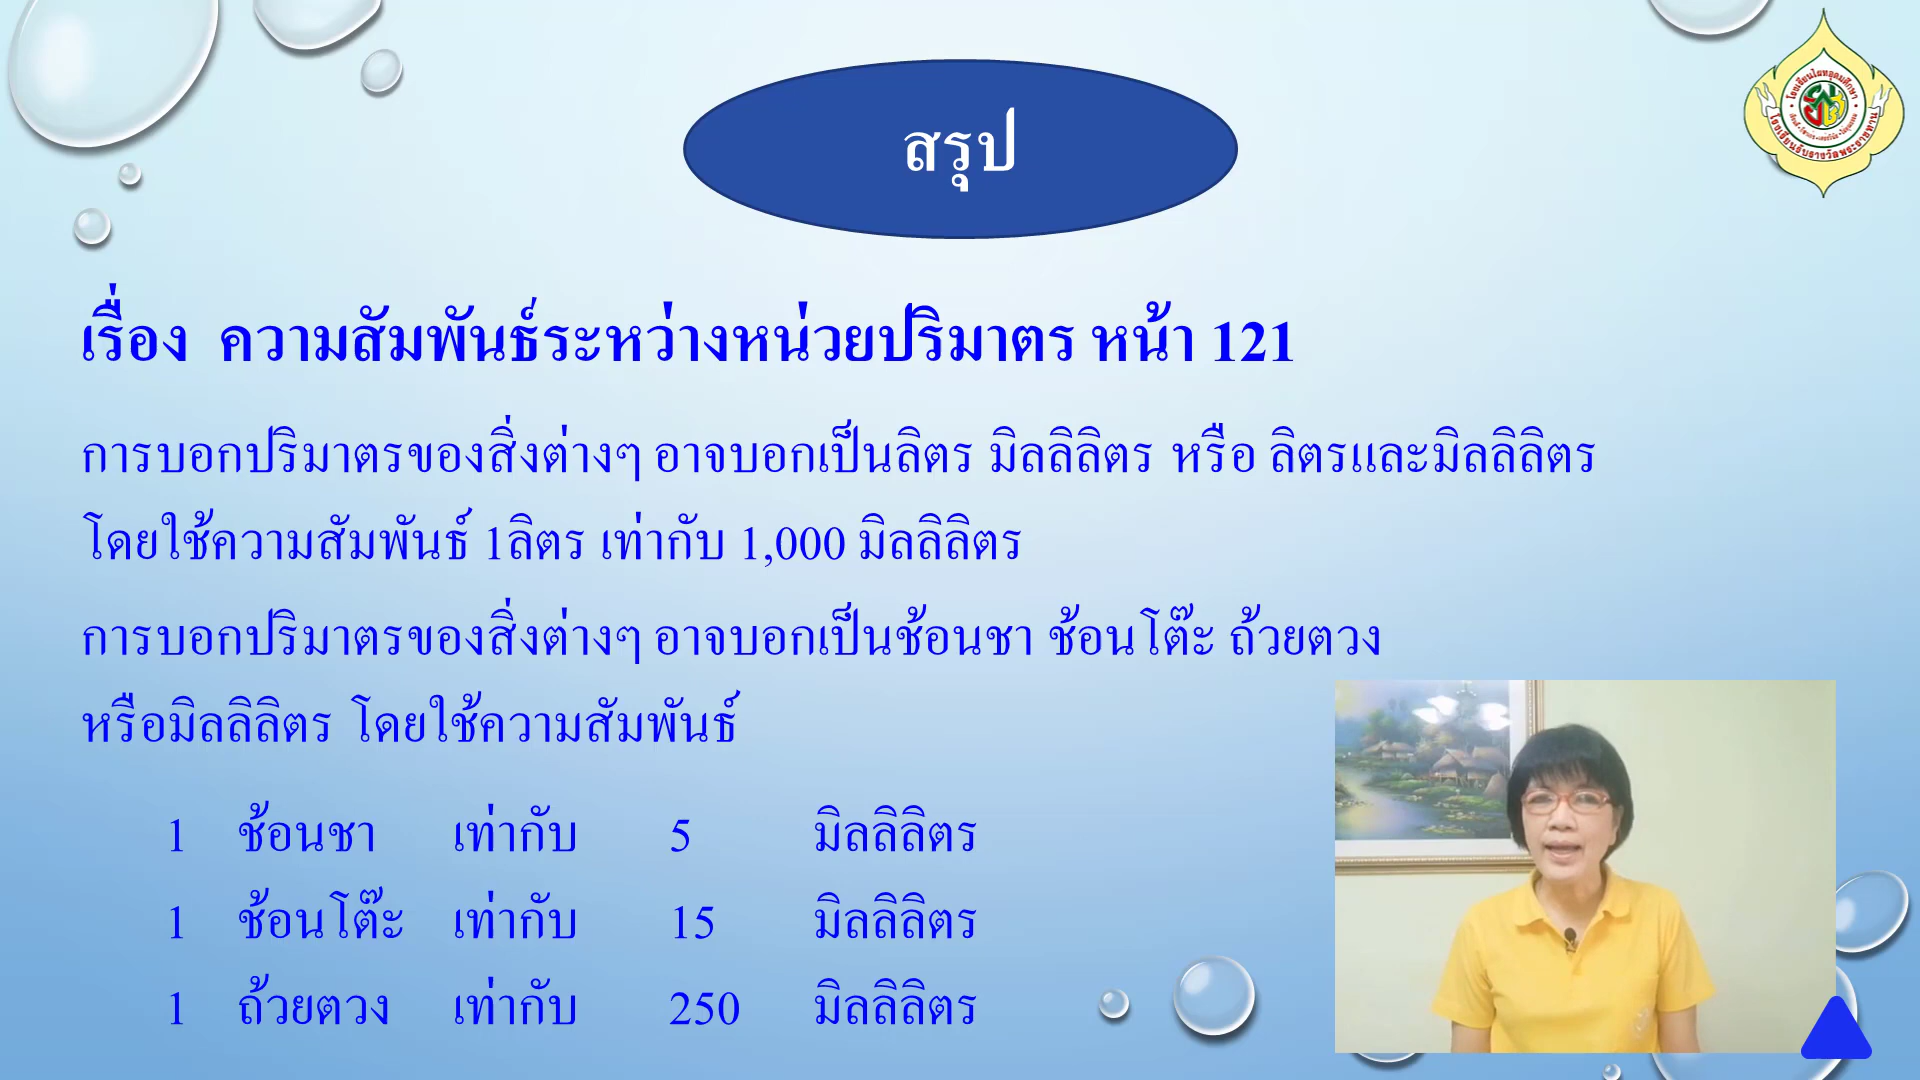 สรุป
เรื่อง ความสัมพันธ์ระหว่างหน่วยปริมาตร หน้า 121
การบอกปริมาตรของสิ่งต่างๆ อาจบอกเป็นลิตร มิลลิลิตร หรือ ลิตรและมิลลิลิตร
โดยใช้ความสัมพันธ์ 1ลิตร เท่ากับ 1,000 มิลลิลิตร
การบอกปริมาตรของสิ่งต่างๆ อาจบอกเป็นช้อนชา ช้อนโต๊ะ ถ้วยตวง
หรือมิลลิลิตร โดยใช้ความสัมพันธ์
1 ช้อนชา เท่ากับ 5 มิลลิลิตร
1 ช้อนโต๊ะ เท่ากับ 15 มิลลิลิตร
1 ถ้วยตวง เท่ากับ 250 มิลลิลิตร